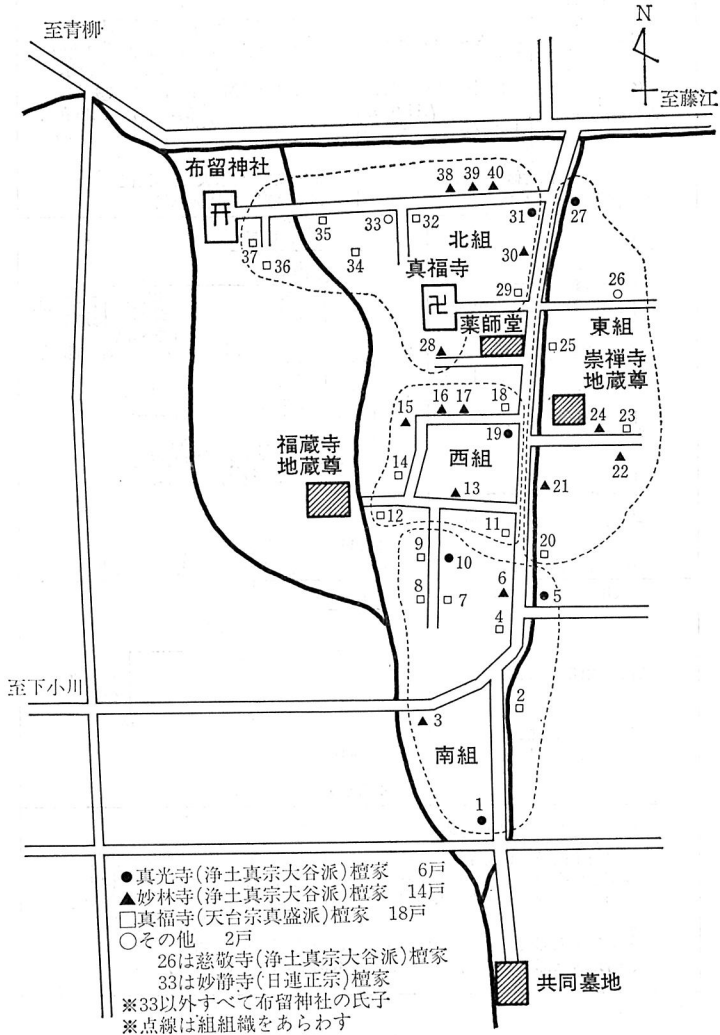 至青柳
N
至藤江
布留神社
38 39 40
27
35 33 32 31
北組
37 36 34 30
26
真福寺
卍
29
東組
薬師堂
25
28
崇禅寺
地蔵尊
16 17 18
15
24 23
19
福蔵寺
地蔵尊
西組
14
22
13
21
12
11
20
9
10
6
8
7
5
4
至下小川
2
3
南組
1
●真光寺(浄土真宗大谷派)檀家 6戸
▲妙林寺(浄土真宗大谷派)檀家 14戸
□真福寺(天台宗真盛派)檀家 18戸
○その他 2戸
26は慈敬寺(浄土真宗大谷派)檀家
33は妙静寺(日連正宗)檀家
※33以外すべて布留神社の氏子
※点線は組組織をあらわす
共同墓地